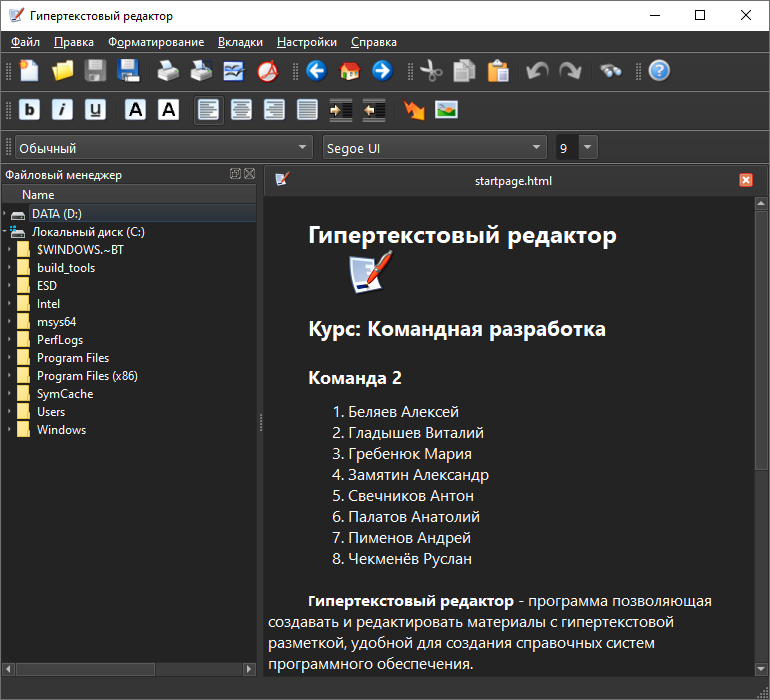 Гипертекстовый редактор
Файл Правка Форматирование Вкладки Настройки Справка
b i u A A
Обычный Segoe UI 9
Файловый менеджер
startpage.html
Name
DATA (D:)
Локальный диск (C:)
$WINDOWS.~BT
build_tools
ESD
Intel
msys64
PerfLogs
Program Files
Program Files (x86)
SymCache
Users
Windows
Гипертекстовый редактор
Курс: Командная разработка
Команда 2
1. Беляев Алексей
2. Гладышев Виталий
3. Гребенюк Мария
4. Замятин Александр
5. Свечников Антон
6. Палатов Анатолий
7. Пименов Андрей
8. Чекменёв Руслан
Гипертекстовый редактор - программа позволяющая
создавать и редактировать материалы с гипертекстовой
разметкой, удобной для создания справочных систем
программного обеспечения.